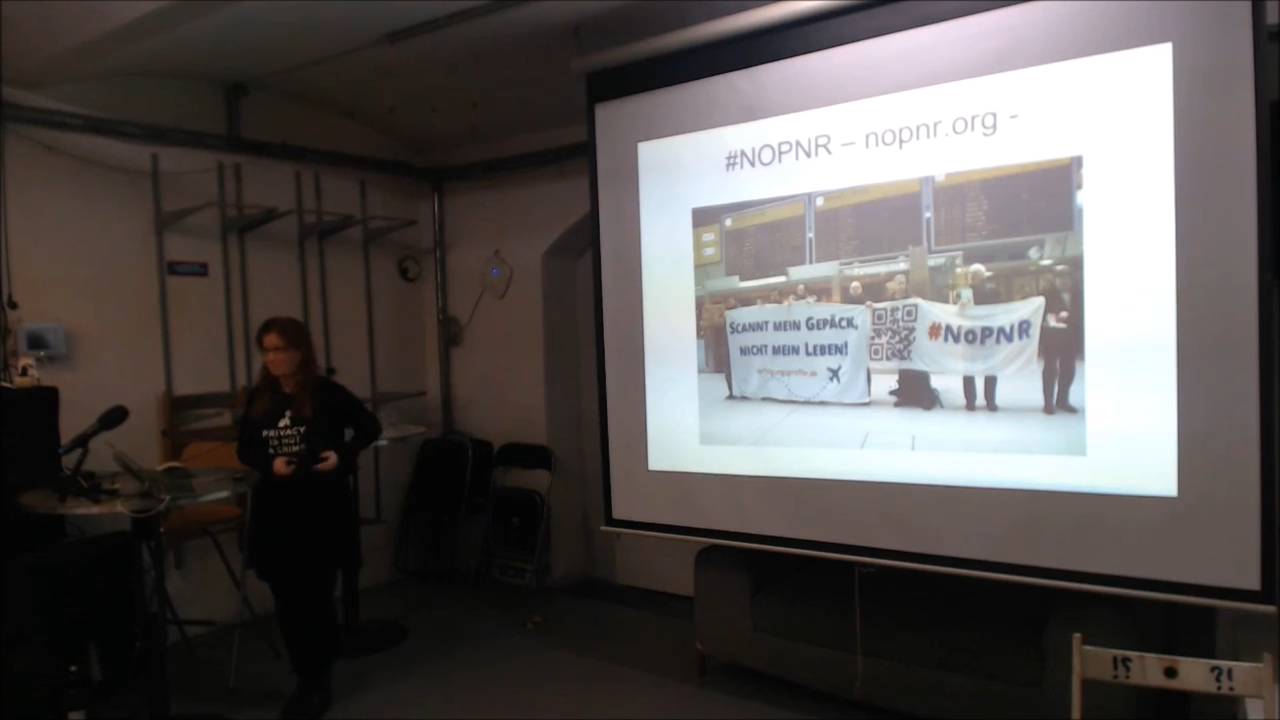 #NOPNR – nopnr.org -
SCANNT MEIN GEPÄCK,
NICHT MEIN LEBEN!
#NoPNR
PRIVACY
IS NOT
A CRIME
!? ?!